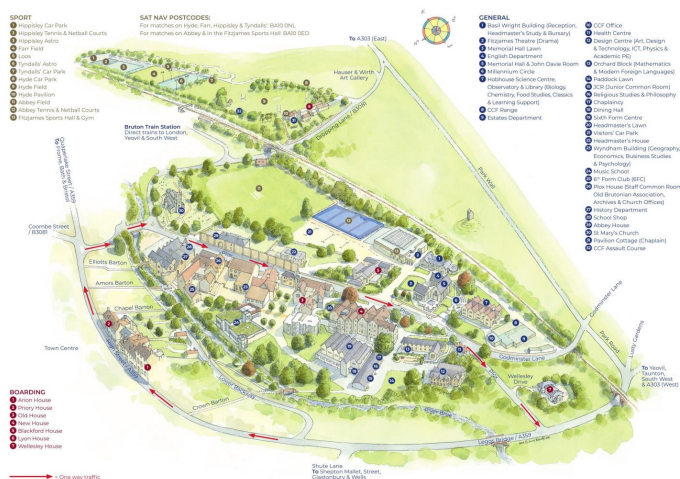 SPORT
1 Hippisley Car Park
2 Hippisley Tennis & Netball Courts
3 Hippisley Astro
4 Farr Field
5 Loos
6 Tyndalls' Astro
7 Tyndalls' Car Park
8 Hyde Car Park
9 Hyde Field
10 Hyde Pavilion
11 Abbey Field
12 Abbey Tennis & Netball Courts
13 Fitzjames Sports Hall & Gym
SAT NAV POSTCODES:
For matches on Hyde, Farr, Hippisley & Tyndalls': BA10 0NL
For matches on Abbey & in the Fitzjames Sports Hall: BA10 0ED
GENERAL
1 Basil Wright Building (Reception,
Headmaster's Study & Bursary)
2 Fitzjames Theatre (Drama)
3 Memorial Hall Lawn
4 English Department
5 Memorial Hall & John Davie Room
6 Millennium Circle
7 Hobhouse Science Centre,
Observatory & Library (Biology,
Chemistry, Food Studies, Classics
& Learning Support)
8 CCF Range
9 Estates Department
10 CCF Office
11 Health Centre
12 Design Centre (Art, Design
& Technology, ICT, Physics &
Academic PE)
13 Orchard Block (Mathematics
& Modern Foreign Languages)
14 Paddock Lawn
15 JCR (Junior Common Room)
16 Religious Studies & Philosophy
17 Chaplaincy
18 Dining Hall
19 Sixth Form Centre
20 Headmaster's Lawn
21 Visitors' Car Park
22 Headmaster's House
23 Wyndham Building (Geography,
Economics, Business Studies
& Psychology)
24 Music School
25 6th Form Club (6FC)
26 Plox House (Staff Common Room,
Old Brutonian Association,
Archives & Church Offices)
27 History Department
28 School Shop
29 Abbey House
30 St Mary's Church
31 Pavilion Cottage (Chaplain)
32 CCF Assault Course
To A303 (East)
Hauser & Wirth
Art Gallery
Hippisley Lane / B3081
Bruton Train Station
Direct trains to London,
Yeovil & South West
Quaperlake Street / A359
To Frome, Bath & Bristol
Park Wall
Coombe Street
/ B3081
Elliotts Barton
Amors Barton
Chapel Barton
Town Centre
High Street / A359
Lower Backway
Crown Barton
River Brue
Plox
Godminster Lane
Godminster Lane
Park Road
Lusty Gardens
Wellesley
Drive
To Yeovil,
Taunton,
South West
& A303 (West)
Legge Bridge / A359
Shute Lane
To Shepton Mallet, Street,
Glastonbury & Wells
BOARDING
1 Arion House
2 Priory House
3 Old House
4 New House
5 Blackford House
6 Lyon House
7 Wellesley House
= One way traffic